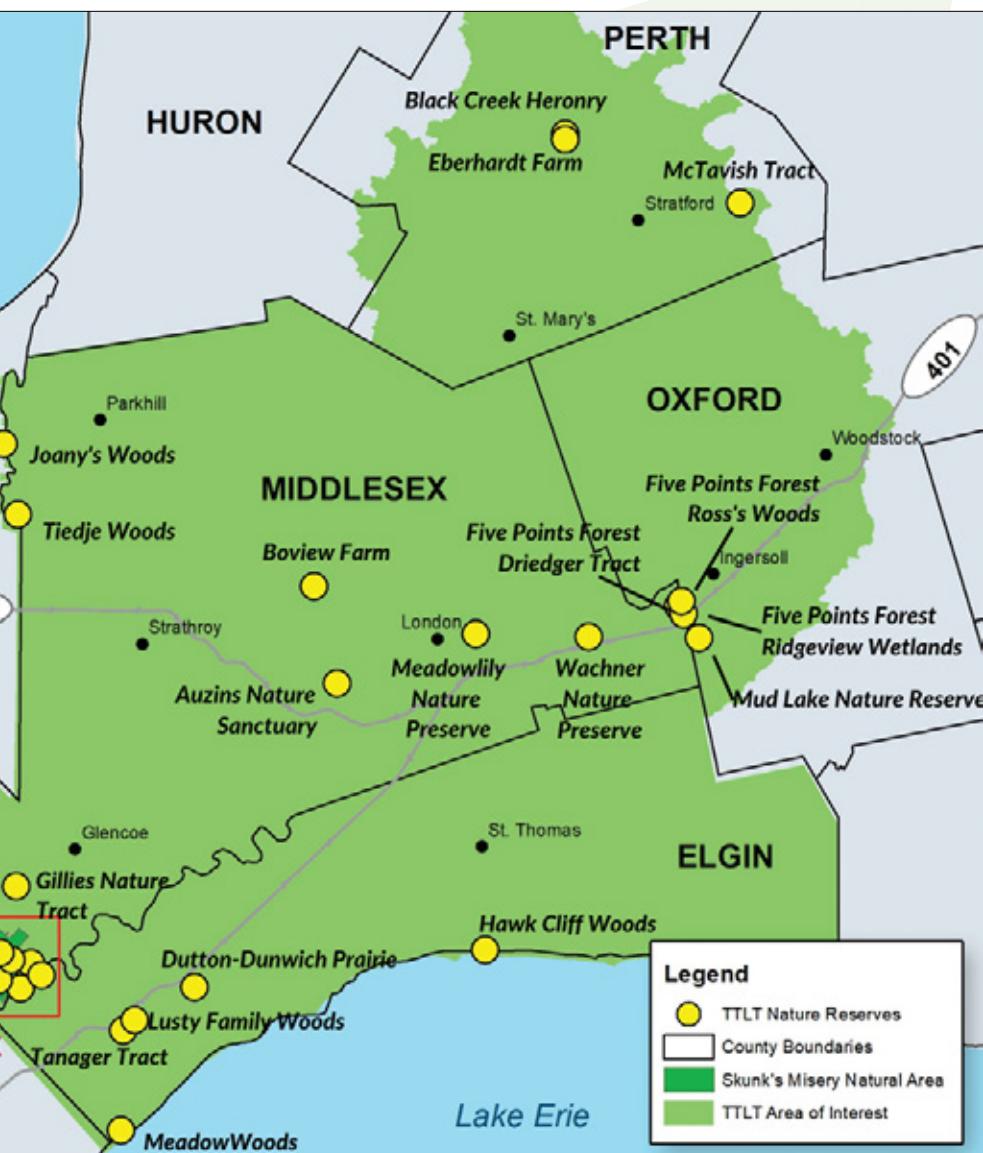 PERTH
HURON
Black Creek Heronry
Eberhardt Farm
McTavish Tract
Stratford
St. Mary's
401
OXFORD
Parkhill
Woodstock
Joany's Woods
MIDDLESEX
Five Points Forest
Ross's Woods
Tiedje Woods
Five Points Forest
Driedger Tract
Boview Farm
Ingersoll
Strathroy
London
Five Points Forest
Ridgeview Wetlands
Auzins Nature
Sanctuary
Meadowlily
Nature
Preserve
Wachner
Nature
Preserve
Mud Lake Nature Reserve
Glencoe
St. Thomas
ELGIN
Gillies Nature
Tract
Hawk Cliff Woods
Dutton-Dunwich Prairie
Lusty Family Woods
Tanager Tract
MeadowWoods
Lake Erie
Legend
TTLT Nature Reserves
County Boundaries
Skunk's Misery Natural Area
TTLT Area of Interest